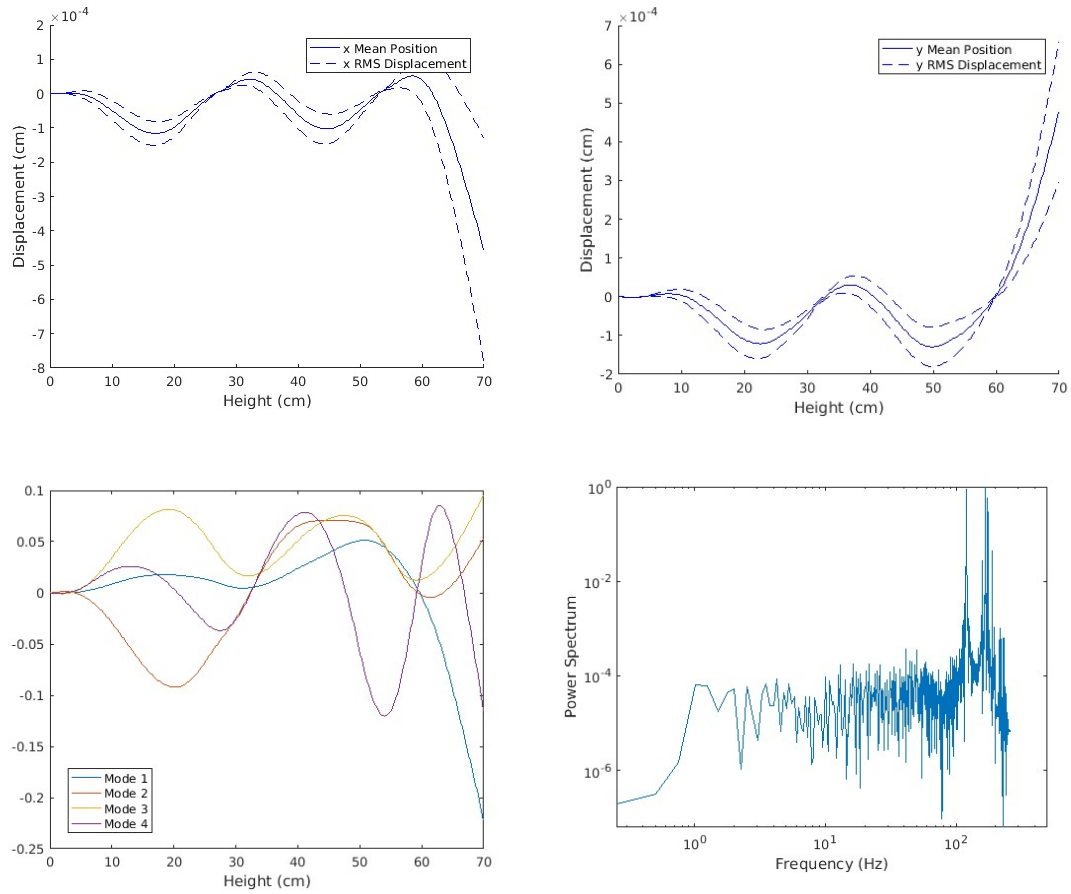 ×10⁻⁴
2
1
0
-1
-2
-3
-4
-5
-6
-7
-8
0 10 20 30 40 50 60 70
Height (cm)
Displacement (cm)
x Mean Position
x RMS Displacement
×10⁻⁴
7
6
5
4
3
2
1
0
-1
-2
0 10 20 30 40 50 60 70
Height (cm)
Displacement (cm)
y Mean Position
y RMS Displacement
0.1
0.05
0
-0.05
-0.1
-0.15
-0.2
-0.25
0 10 20 30 40 50 60 70
Height (cm)
Mode 1
Mode 2
Mode 3
Mode 4
10⁰
10⁻²
10⁻⁴
10⁻⁶
10⁰ 10¹ 10²
Frequency (Hz)
Power Spectrum